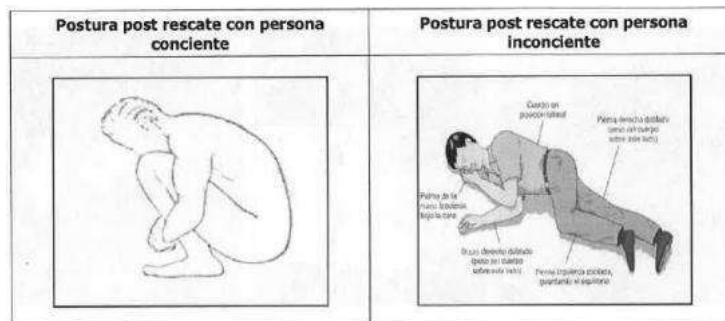 Postura post rescate con persona
conciente
Postura post rescate con persona
inconciente
Cuerpo en
posición lateral
Pierna derecha doblada
(peso del cuerpo
sobre este lado)
Palma de la
mano izquierda
bajo la cara
Brazo derecho doblado
(peso del cuerpo
sobre este lado)
Pierna izquierda doblada,
guardando el equilibrio